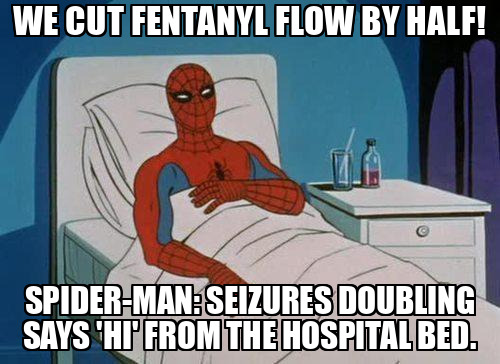 WE CUT FENTANYL FLOW BY HALF!
SPIDER-MAN: SEIZURES DOUBLING
SAYS 'HI' FROM THE HOSPITAL BED.